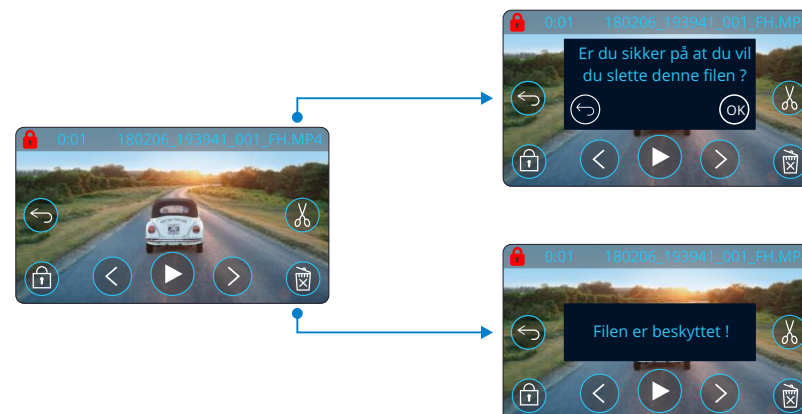 0:01 180206_193941_001_FH.MP4
0:01 180206_193941_001_FH.MP
Er du sikker på at du vil
du slette denne filen ?
OK
0:01 180206_193941_001_FH.MP
Filen er beskyttet !